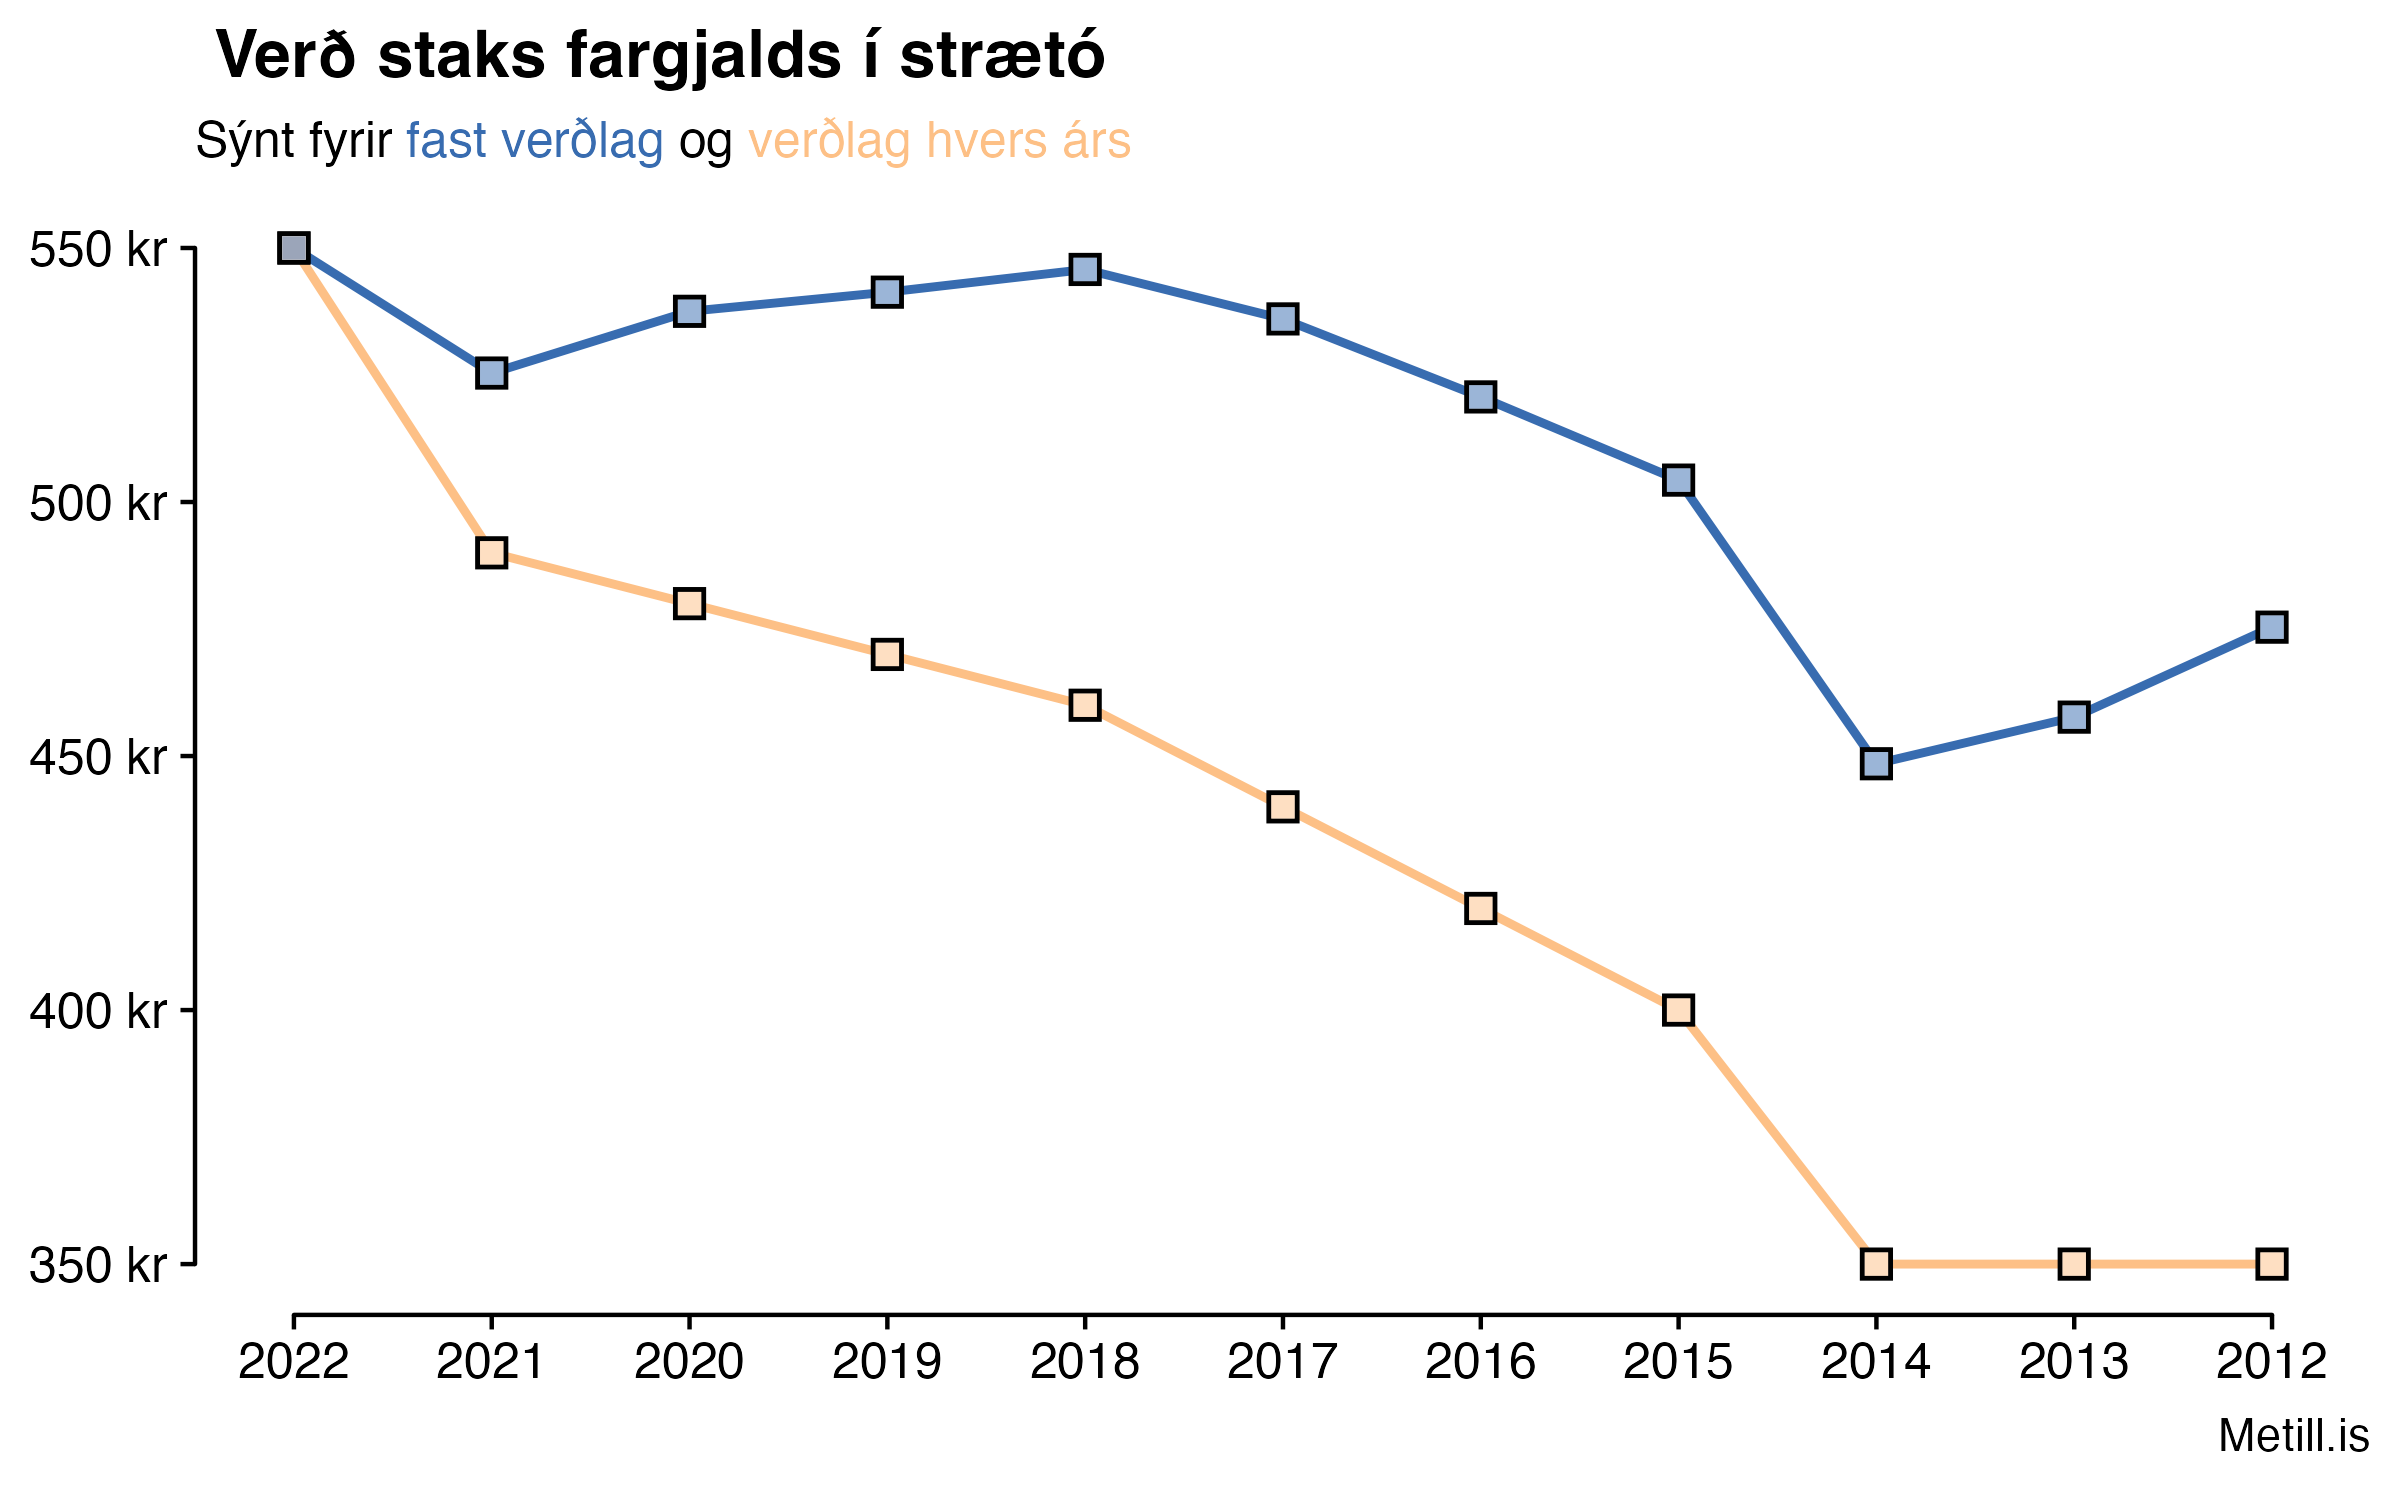 Verð staks fargjalds í strætó
Sýnt fyrir fast verðlag og verðlag hvers árs
550 kr
500 kr
450 kr
400 kr
350 kr
2022 2021 2020 2019 2018 2017 2016 2015 2014 2013 2012
Metill.is